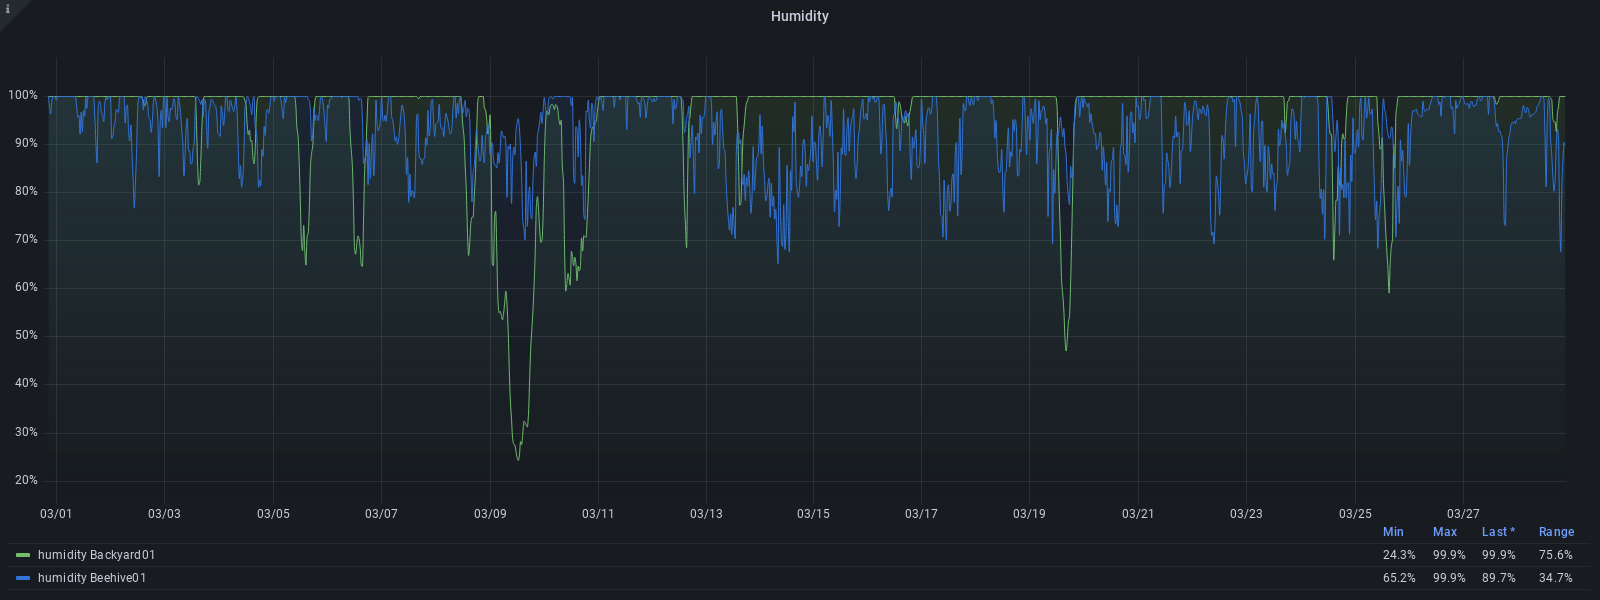 i
Humidity
100%
90%
80%
70%
60%
50%
40%
30%
20%
03/01 03/03 03/05 03/07 03/09 03/11 03/13 03/15 03/17 03/19 03/21 03/23 03/25 03/27
Min Max Last * Range
humidity Backyard01 24.3% 99.9% 99.9% 75.6%
humidity Beehive01 65.2% 99.9% 89.7% 34.7%